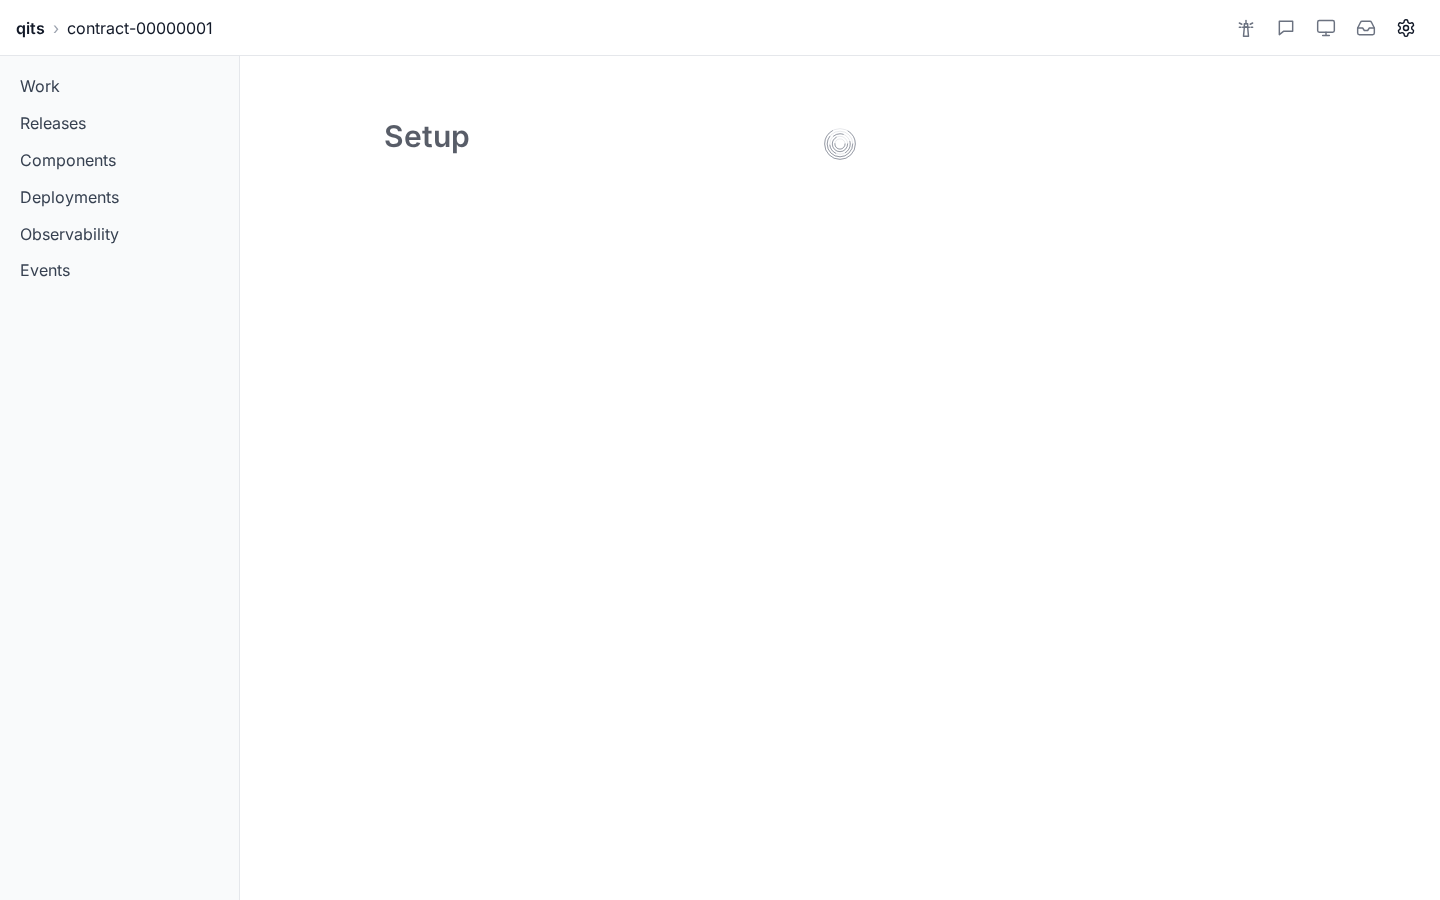 qits › contract-00000001
Work
Releases
Components
Deployments
Observability
Events
Setup